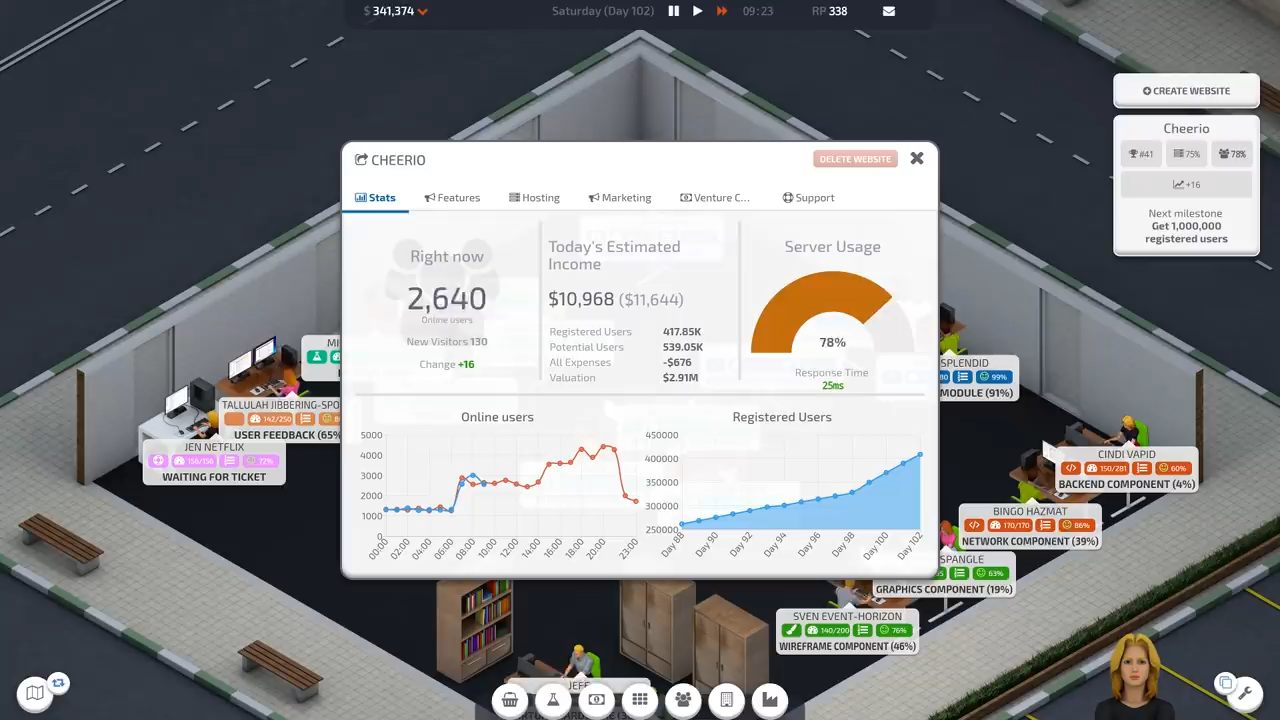 $ 341,374
Saturday (Day 102)
09:23
RP 338
CREATE WEBSITE
Cheerio
#41
75%
78%
+16
Next milestone
Get 1,000,000
registered users
CHEERIO
DELETE WEBSITE
Stats
Features
Hosting
Marketing
Venture C...
Support
Right now
2,640
Online users
New Visitors 130
Change +16
Today's Estimated
Income
$10,968 ($11,644)
Registered Users 417.85K
Potential Users 539.05K
All Expenses -$676
Valuation $2.91M
Server Usage
78%
Response Time
25ms
Online users
5000
4000
3000
2000
1000
0
00:00
02:00
04:00
06:00
08:00
10:00
12:00
14:00
16:00
18:00
20:00
23:00
Registered Users
450000
400000
350000
300000
250000
Day 88
Day 90
Day 92
Day 94
Day 96
Day 98
Day 100
Day 102
MI
TALLULAH JIBBERING-SPO
142/250
USER FEEDBACK (65%
JEN NETFLIX
156/156
72%
WAITING FOR TICKET
SPLENDID
80
99%
MODULE (91%)
CINDI VAPID
150/281
60%
BACKEND COMPONENT (4%)
BINGO HAZMAT
170/170
86%
NETWORK COMPONENT (39%)
SPANGLE
63%
GRAPHICS COMPONENT (19%)
SVEN EVENT-HORIZON
140/200
76%
WIREFRAME COMPONENT (46%)
JEFF